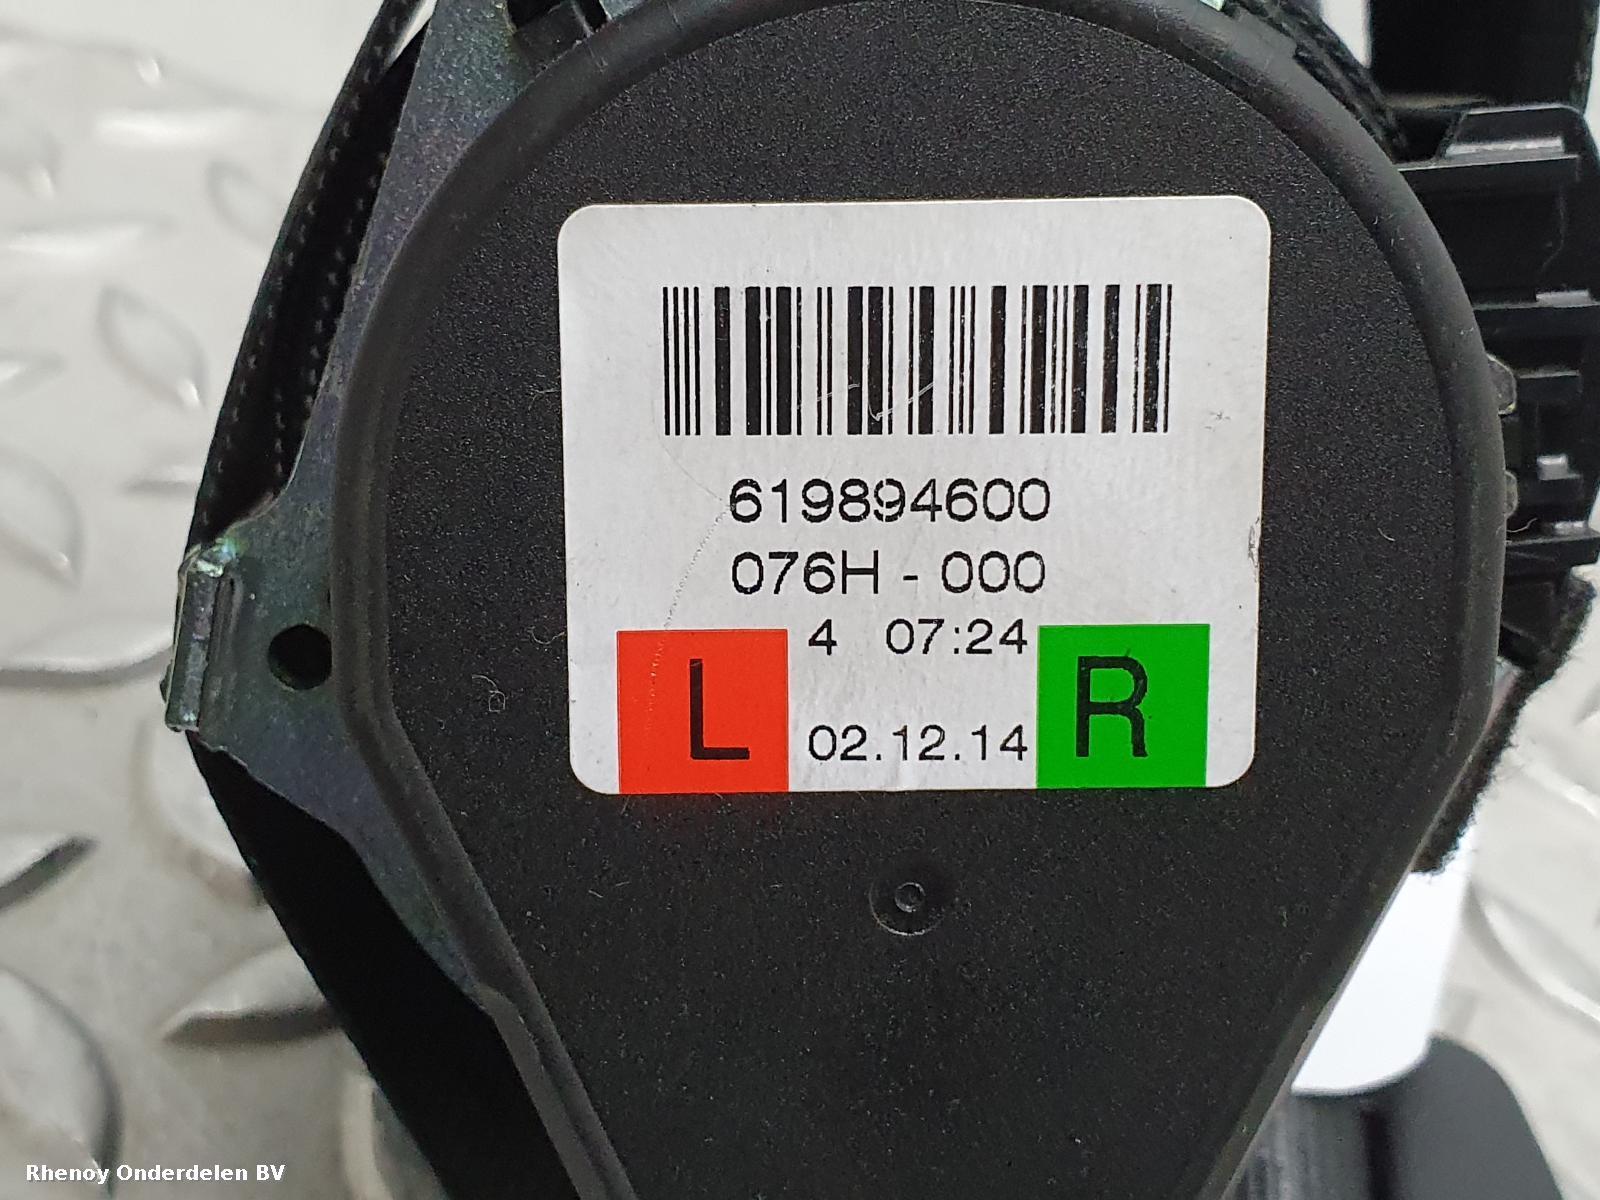 619894600
076H - 000
4 07:24
L 02.12.14 R
Rhenoy Onderdelen BV